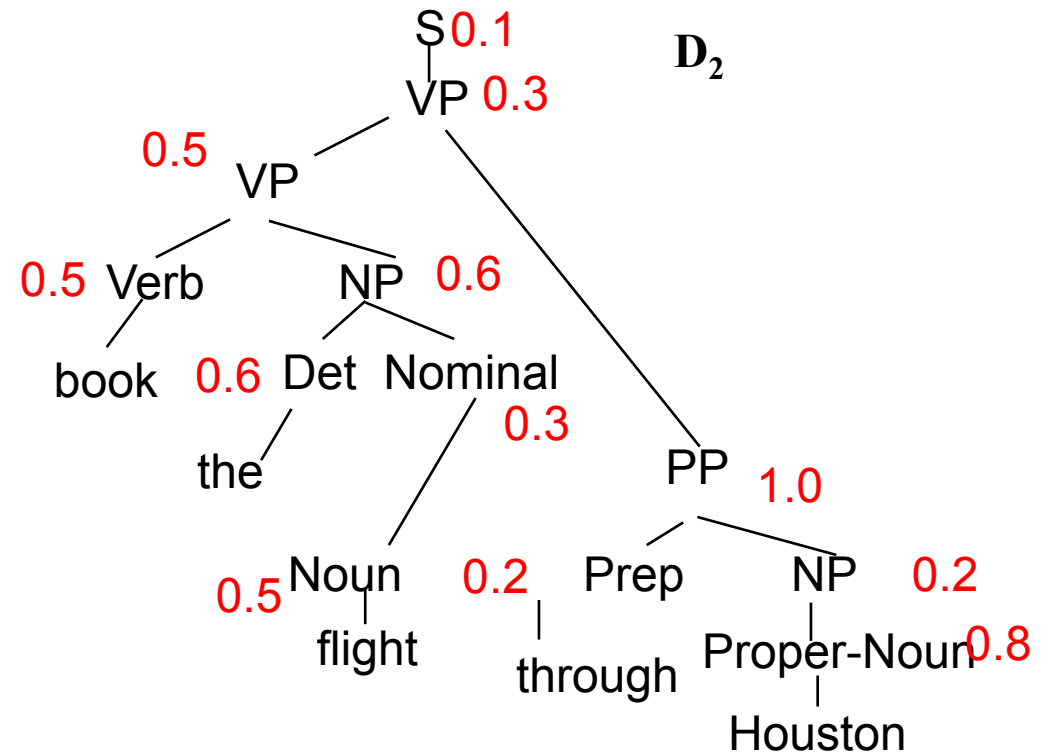 S 0.1
D₂
VP 0.3
0.5 VP
0.5 Verb NP 0.6
book 0.6 Det Nominal
0.3
the
PP 1.0
0.5 Noun 0.2 Prep NP 0.2
flight through Proper-Noun 0.8
Houston